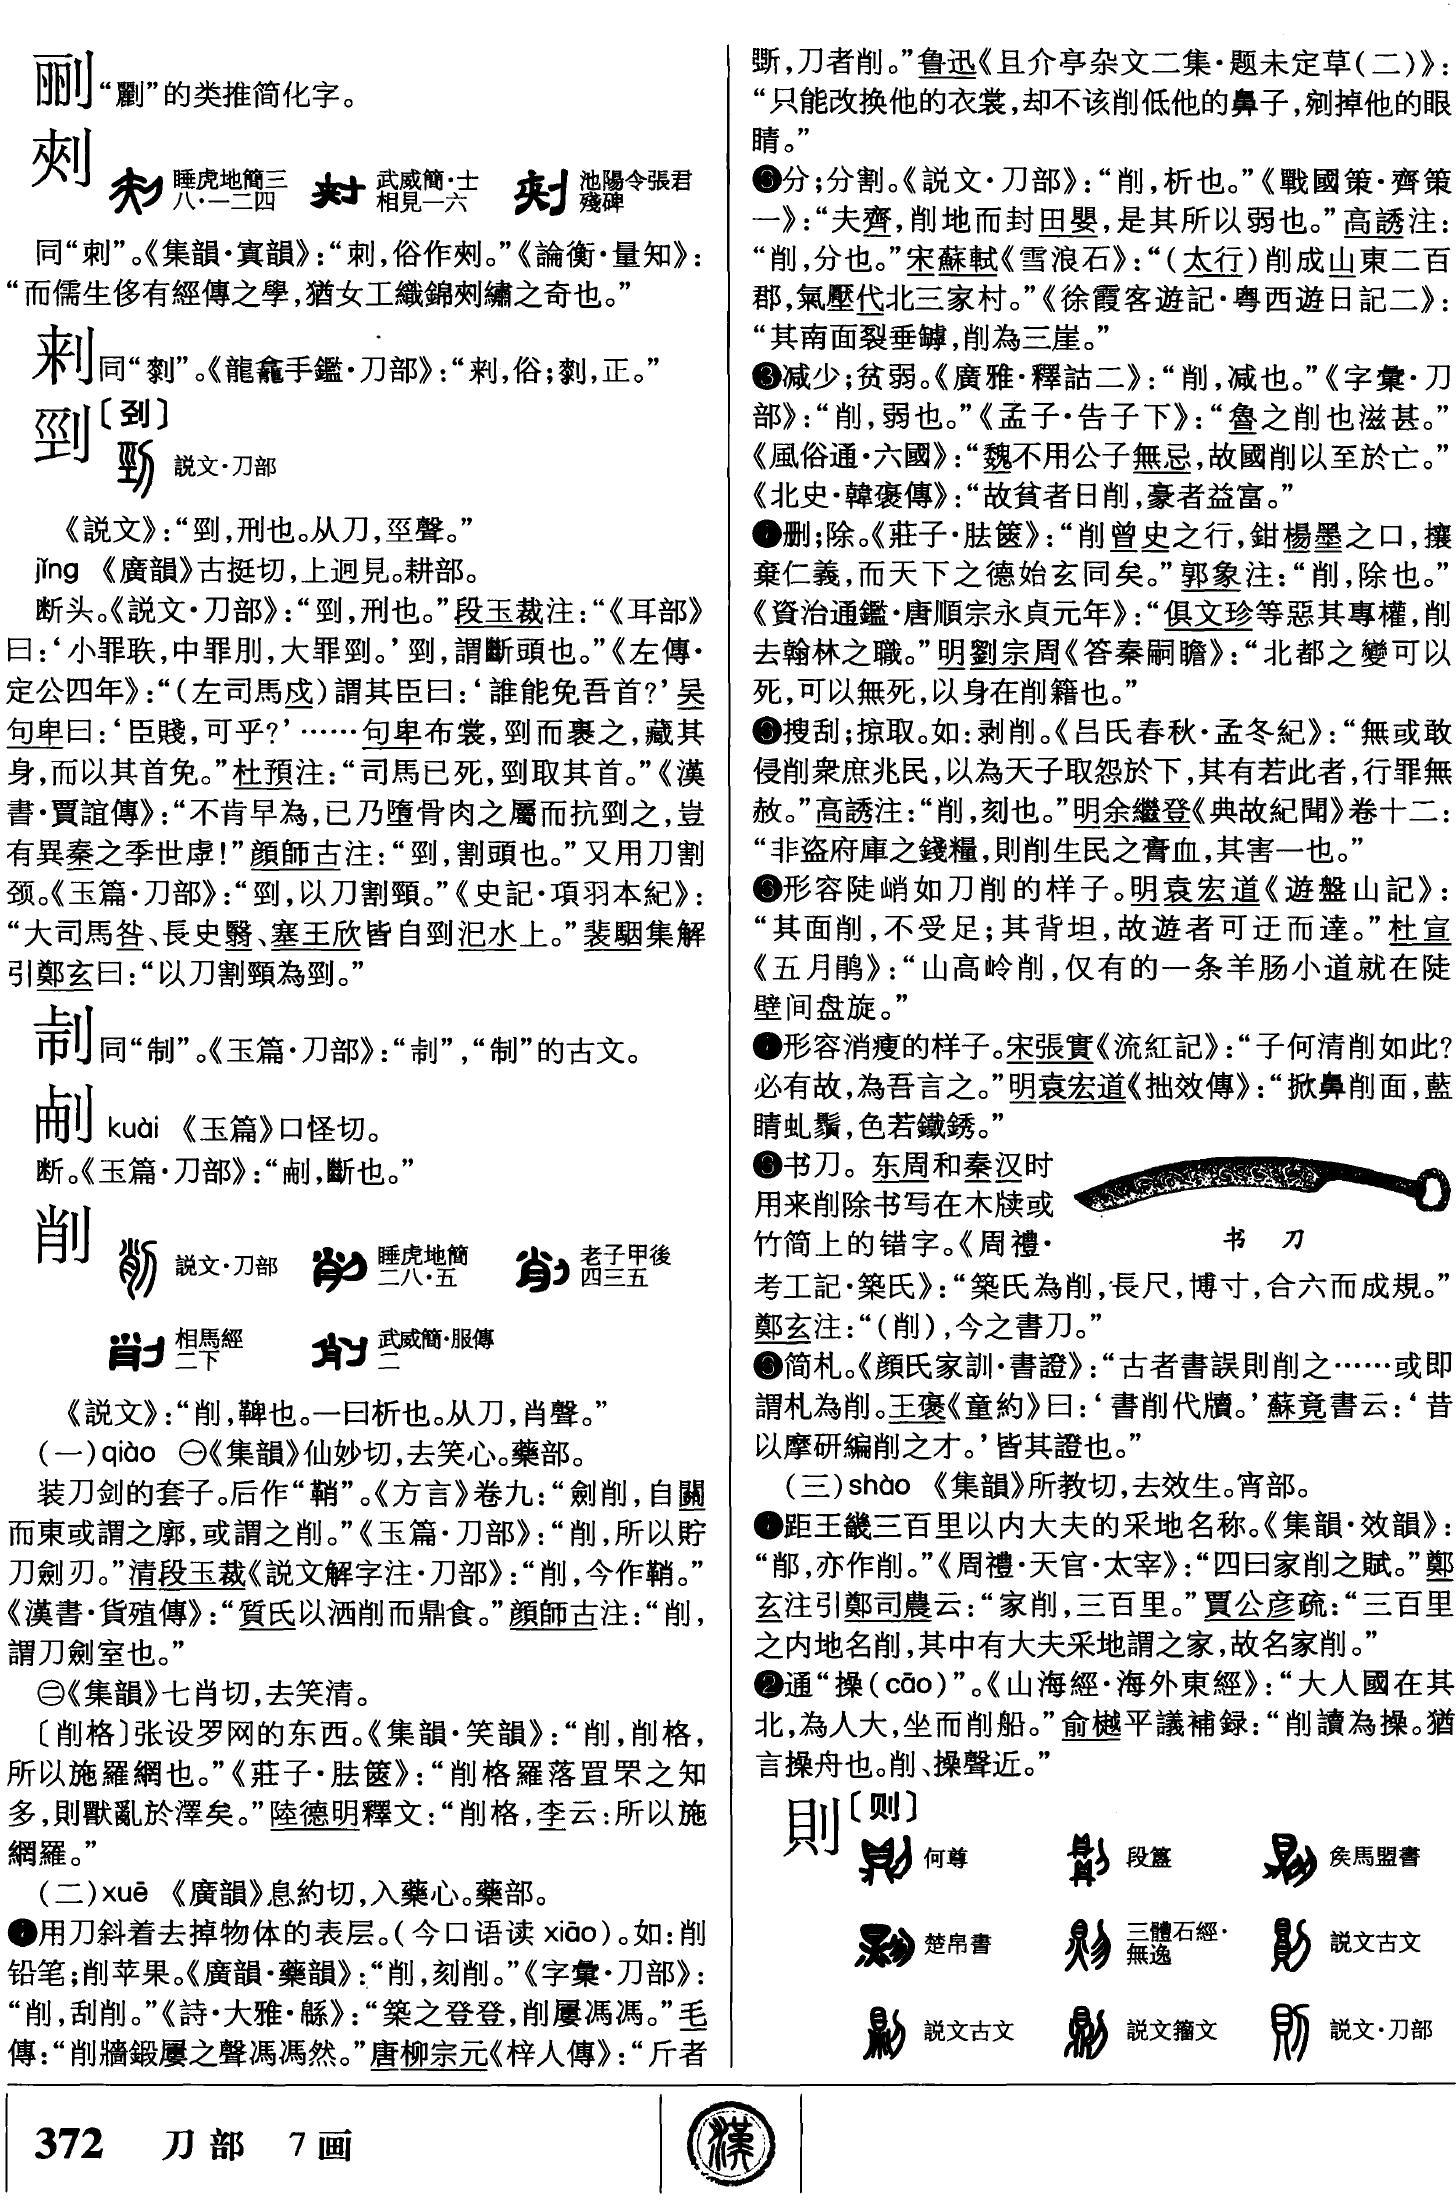 㓯“劚”的类推简化字。
㓨
睡虎地簡三八·一二四
武威簡·士相見一六
池陽令張君殘碑
同“刺”。《集韻·寘韻》：“刺，俗作㓨。”《論衡·量知》：
“而儒生侈有經傳之學，猶女工織錦㓨繡之奇也。”
同“剺”。《龍龕手鑑·刀部》：
剄〔刭〕
説文·刀部
《説文》：“剄，刑也。从刀，巠聲。”
jǐng 《廣韻》古挺切，上迥見。耕部。
断头。《説文·刀部》：“剄，刑也。”段玉裁注：“《耳部》
曰：‘小罪聅，中罪刖，大罪剄。’剄，謂斷頭也。”《左傳·
定公四年》：“（左司馬戍）謂其臣曰：‘誰能免吾首？’吴
句卑曰：‘臣賤，可乎？’……句卑布裳，剄而裹之，藏其
身，而以其首免。”杜預注：“司馬已死，剄取其首。”《漢
書·賈誼傳》：“不肯早為，已乃墮骨肉之屬而抗剄之，豈
有異秦之季世虖！”顔師古注：“剄，割頭也。”又用刀割
颈。《玉篇·刀部》：“剄，以刀割頸。”《史記·項羽本紀》：
“大司馬咎、長史翳、塞王欣皆自剄汜水上。”裴駰集解
引鄭玄曰：“以刀割頸為剄。”
同“制”。《玉篇·刀部》：“制”的古文。
kuài 《玉篇》口怪切。
断。《玉篇·刀部》：“斷也。”
削
説文·刀部
睡虎地簡二八·五
老子甲後四三五
相馬經二下
武威簡·服傳二
《説文》：“削，鞞也。一曰析也。从刀，肖聲。”
（一）qiào ㊀《集韻》仙妙切，去笑心。藥部。
装刀剑的套子。后作“鞘”。《方言》卷九：“劍削，自關
而東或謂之廓，或謂之削。”《玉篇·刀部》：“削，所以貯
刀劍刃。”清段玉裁《説文解字注·刀部》：“削，今作鞘。”
《漢書·貨殖傳》：“質氏以洒削而鼎食。”顔師古注：“削，
謂刀劍室也。”
㊁《集韻》七肖切，去笑清。
〔削格〕张设罗网的东西。《集韻·笑韻》：“削，削格，
所以施羅網也。”《莊子·胠篋》：“削格羅落罝罘之知
多，則獸亂於澤矣。”陸德明釋文：“削格，李云：所以施
網羅。”
（二）xuē 《廣韻》息約切，入藥心。藥部。
❶用刀斜着去掉物体的表层。（今口语读 xiāo）。如：削
铅笔；削苹果。《廣韻·藥韻》：“削，刻削。”《字彙·刀部》：
“削，刮削。”《詩·大雅·緜》：“築之登登，削屢馮馮。”毛
傳：“削牆鍛屢之聲馮馮然。”唐柳宗元《梓人傳》：“斤者
斲，刀者削。”鲁迅《且介亭杂文二集·题未定草（二）》：
“只能改换他的衣裳，却不该削低他的鼻子，剜掉他的眼
睛。”
❷分；分割。《説文·刀部》：“削，析也。”《戰國策·齊策
一》：“夫齊，削地而封田嬰，是其所以弱也。”高誘注：
“削，分也。”宋蘇軾《雪浪石》：“（太行）削成山東二百
郡，氣壓代北三家村。”《徐霞客遊記·粤西遊日記二》：
“其南面裂垂罅，削為三崖。”
❸减少；贫弱。《廣雅·釋詁二》：“削，减也。”《字彙·刀
部》：“削，弱也。”《孟子·告子下》：“魯之削也滋甚。”
《風俗通·六國》：“魏不用公子無忌，故國削以至於亡。”
《北史·韓褒傳》：“故貧者日削，豪者益富。”
❹删；除。《莊子·胠篋》：“削曾史之行，鉗楊墨之口，攘
棄仁義，而天下之德始玄同矣。”郭象注：“削，除也。”
《資治通鑑·唐順宗永貞元年》：“俱文珍等惡其專權，削
去翰林之職。”明劉宗周《答秦嗣瞻》：“北都之變可以
死，可以無死，以身在削籍也。”
❺搜刮；掠取。如：剥削。《吕氏春秋·孟冬紀》：“無或敢
侵削衆庶兆民，以為天子取怨於下，其有若此者，行罪無
赦。”高誘注：“削，刻也。”明余繼登《典故紀聞》卷十二：
“非盗府庫之錢糧，則削生民之膏血，其害一也。”
❻形容陡峭如刀削的样子。明袁宏道《遊盤山記》：
“其面削，不受足；其背坦，故遊者可迂而達。”杜宣
《五月鹃》：“山高岭削，仅有的一条羊肠小道就在陡
壁间盘旋。”
❼形容消瘦的样子。宋張實《流紅記》：“子何清削如此？
必有故，為吾言之。”明袁宏道《拙效傳》：“掀鼻削面，藍
睛虬鬚，色若鐵銹。”
❽书刀。东周和秦汉时
用来削除书写在木牍或
竹简上的错字。《周禮·
书 刀
考工記·築氏》：“築氏為削，長尺，博寸，合六而成規。”
鄭玄注：“（削），今之書刀。”
❾简札。《顔氏家訓·書證》：“古者書誤則削之……或即
謂札為削。王褒《童約》曰：‘書削代牘。’蘇竟書云：‘昔
以摩研編削之才。’皆其證也。”
（三）shào 《集韻》所教切，去效生。宵部。
❶距王畿三百里以内大夫的采地名称。《集韻·效韻》：
“䣪，亦作削。”《周禮·天官·太宰》：“四曰家削之賦。”鄭
玄注引鄭司農云：“家削，三百里。”賈公彦疏：“三百里
之内地名削，其中有大夫采地謂之家，故名家削。”
❷通“操（cāo）”。《山海經·海外東經》：“大人國在其
北，為人大，坐而削船。”俞樾平議補録：“削讀為操。猶
言操舟也。削、操聲近。”
則〔则〕
何尊
段簋
侯馬盟書
楚帛書
三體石經·無逸
説文古文
説文古文
説文籀文
説文·刀部
372 刀部 7画
漢